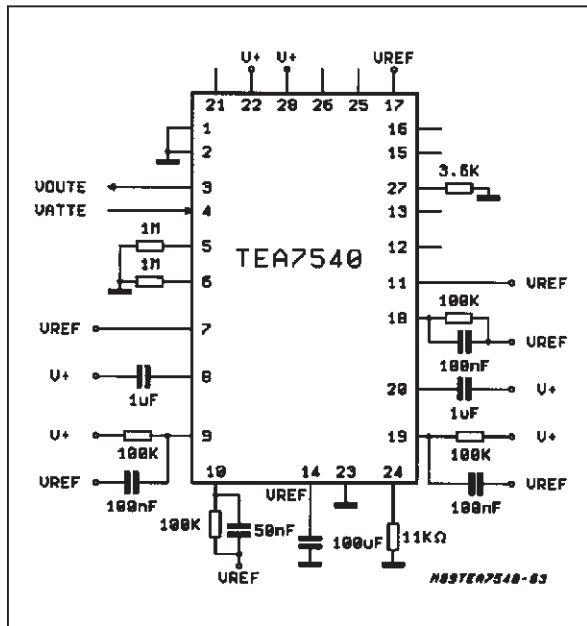 V+ V+ VREF
21 22 28 26 25 17
1 16
2 15
3.6K
VOUTE 3 27
VATTE 4 13
1M
5 TEA7540 12
1M
6 11 VREF
100K
VREF 7 18
VREF
100nF
V+ 8 20 V+
1uF 1uF
V+ 9 19 V+
100K 100K
10 14 23 24
VREF VREF
100nF VREF 100nF
100K 50nF 100uF 11KΩ
VREF
M89TEA7540-03